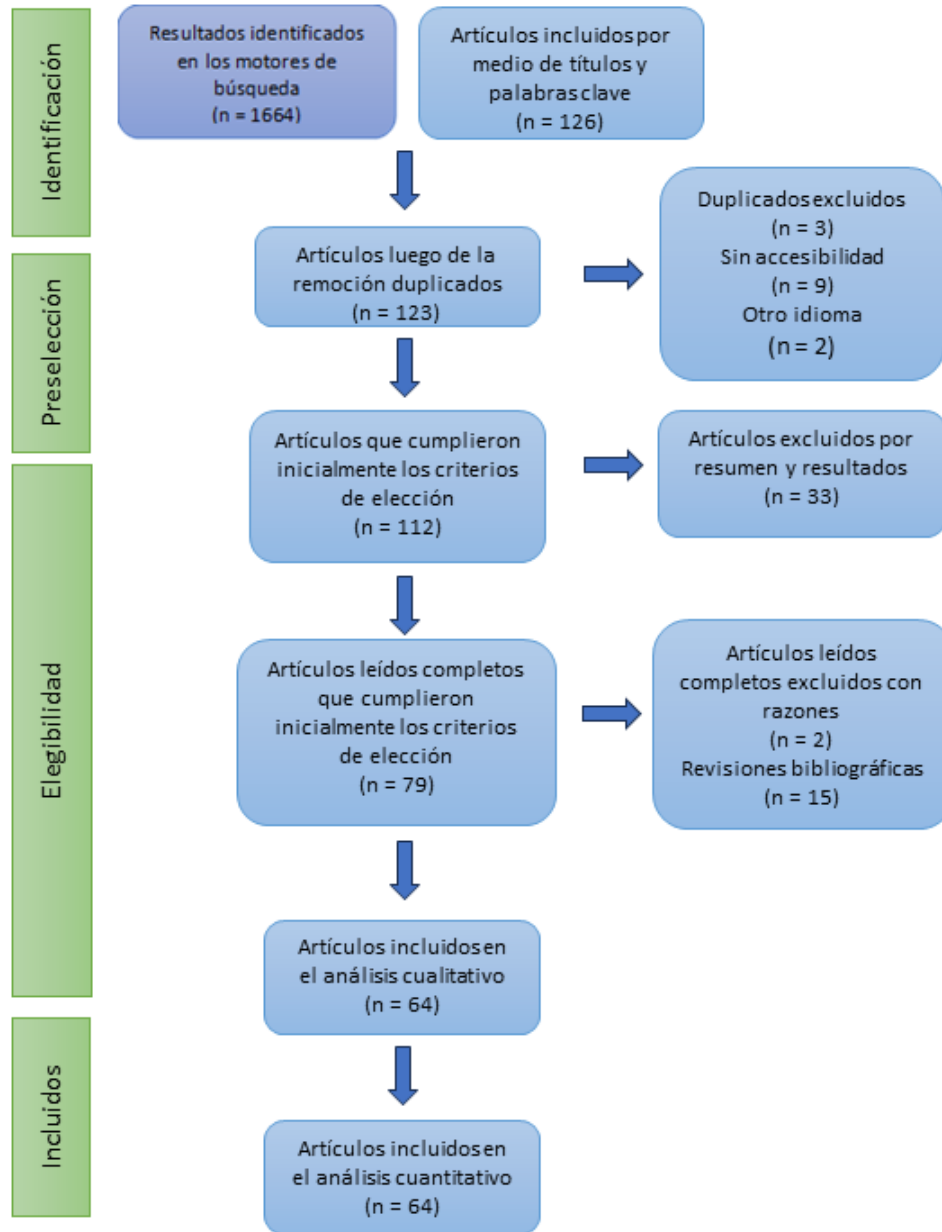 Identificación
Resultados identificados
en los motores de
búsqueda
(n = 1664)
Artículos incluidos por
medio de títulos y
palabras clave
(n = 126)
Preselección
Artículos luego de la
remoción duplicados
(n = 123)
Duplicados excluidos
(n = 3)
Sin accesibilidad
(n = 9)
Otro idioma
(n = 2)
Artículos que cumplieron
inicialmente los criterios
de elección
(n = 112)
Artículos excluidos por
resumen y resultados
(n = 33)
Elegibilidad
Artículos leídos completos
que cumplieron
inicialmente los criterios
de elección
(n = 79)
Artículos leídos
completos excluidos con
razones
(n = 2)
Revisiones bibliográficas
(n = 15)
Artículos incluidos en
el análisis cualitativo
(n = 64)
Incluidos
Artículos incluidos en
el análisis cuantitativo
(n = 64)